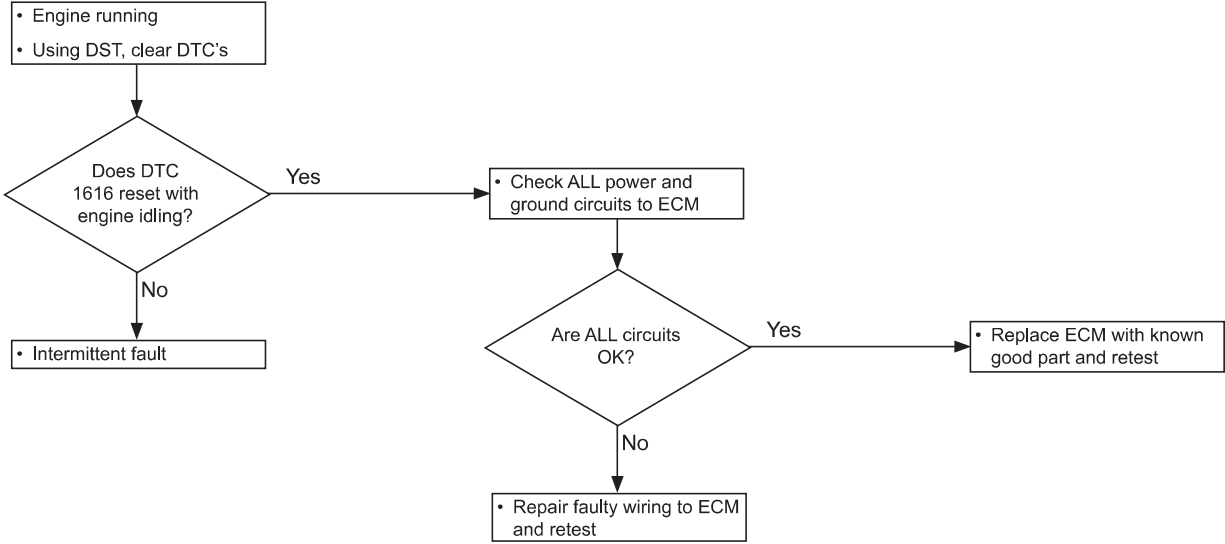 • Engine running
• Using DST, clear DTC's
Does DTC
1616 reset with
engine idling?
Yes
• Check ALL power and
ground circuits to ECM
No
• Intermittent fault
Are ALL circuits
OK?
Yes
• Replace ECM with known
good part and retest
No
• Repair faulty wiring to ECM
and retest